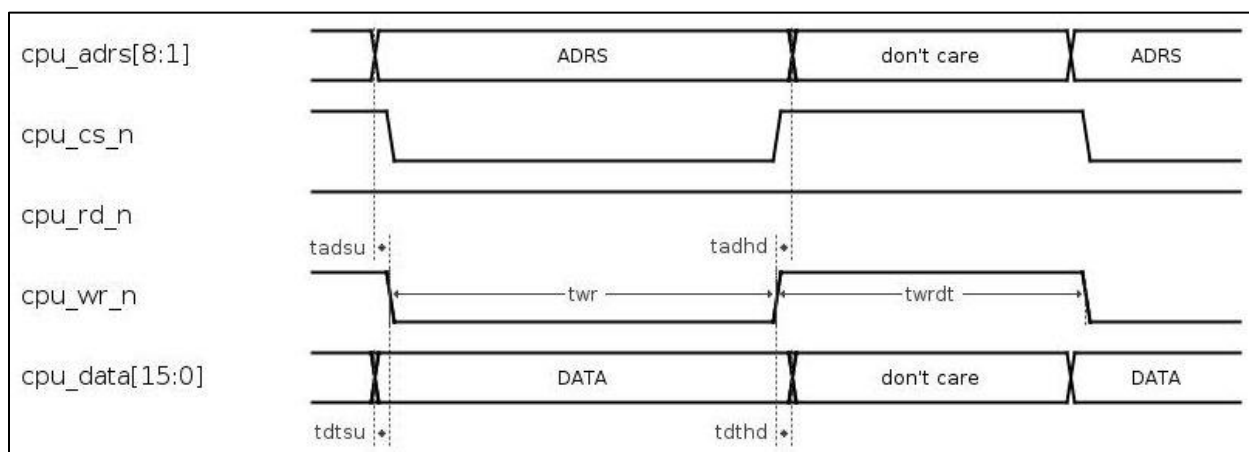 cpu_adrs[8:1] ADRS don't care ADRS
cpu_cs_n
cpu_rd_n
tadsu tadhd
cpu_wr_n twr twrdt
cpu_data[15:0] DATA don't care DATA
tdtsu tdthd